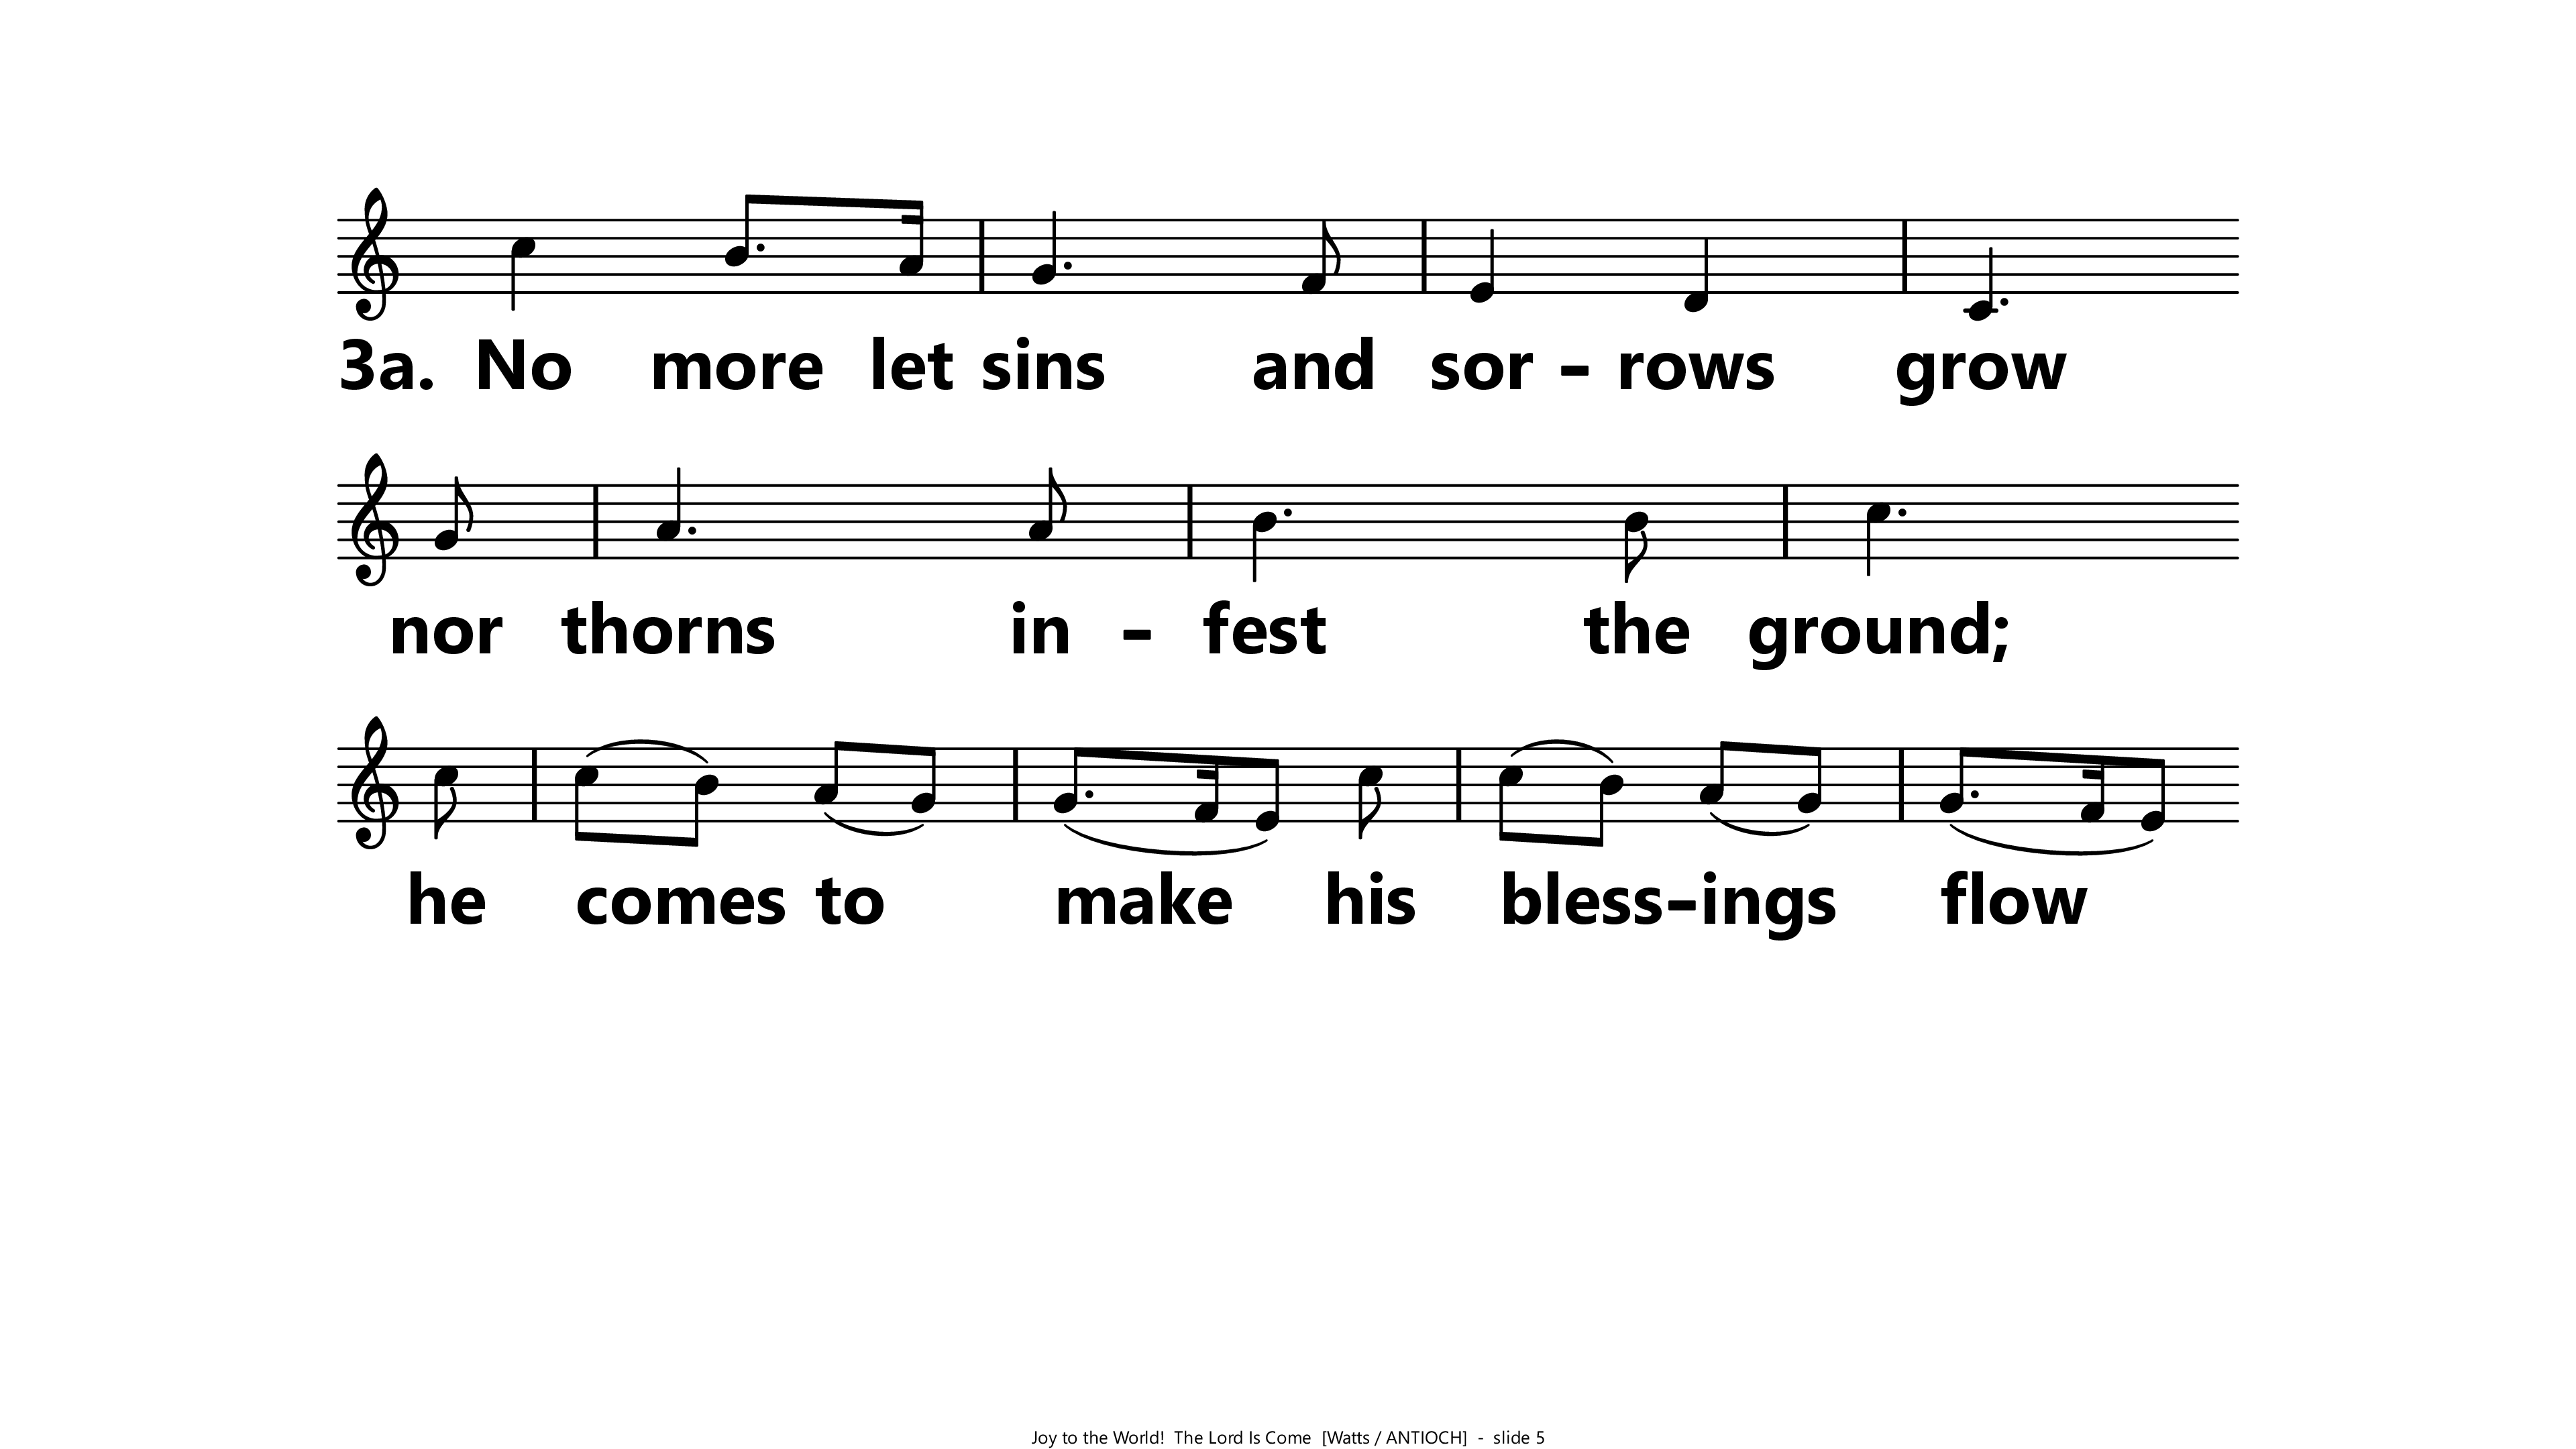 3a. No more let sins and sor - rows grow
nor thorns in - fest the ground;
he comes to make his bless-ings flow
Joy to the World! The Lord Is Come [Watts / ANTIOCH] - slide 5